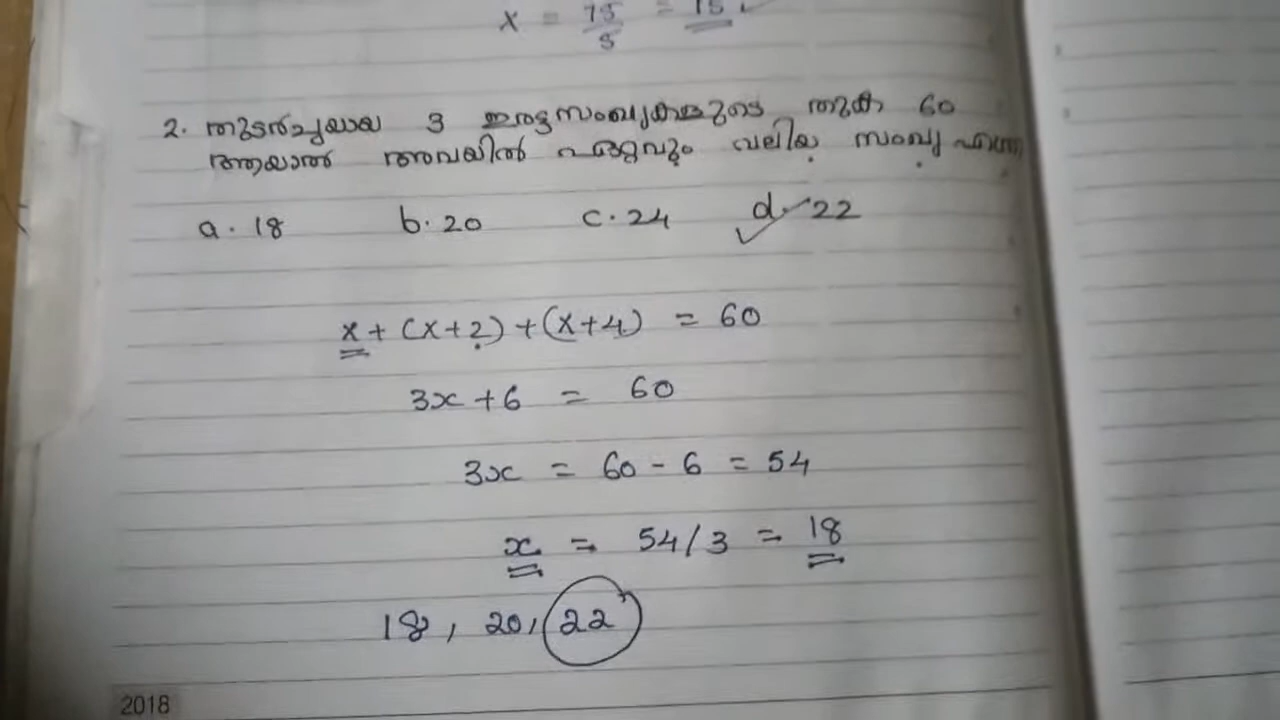 x = 75/5 = 15
2. തുടർച്ചയായ 3 ഇരട്ടസംഖ്യകളുടെ തുക 60
ആയാൽ അവയിൽ ഏറ്റവും വലിയ സംഖ്യ ഏത്
a. 18 b. 20 c. 24 d. 22
x + (x+2) + (x+4) = 60
3x + 6 = 60
3x = 60 - 6 = 54
x = 54/3 = 18
18, 20, 22
2018